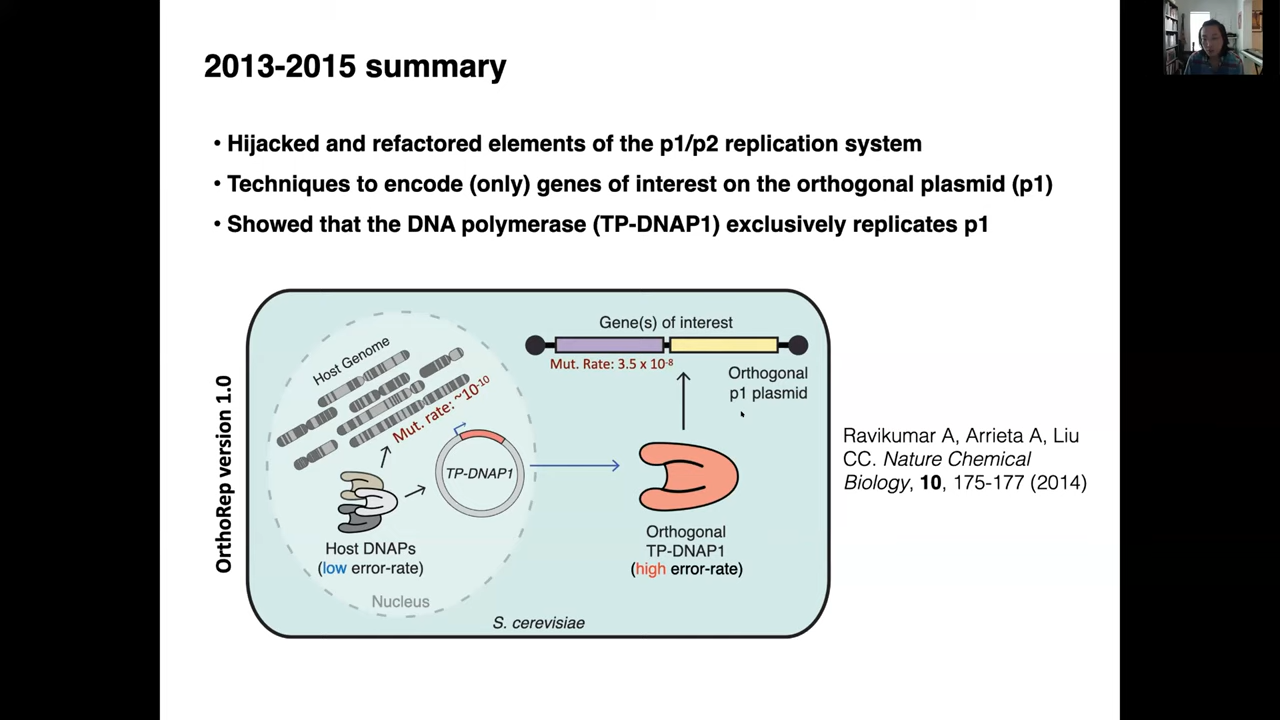 2013-2015 summary
• Hijacked and refactored elements of the p1/p2 replication system
• Techniques to encode (only) genes of interest on the orthogonal plasmid (p1)
• Showed that the DNA polymerase (TP-DNAP1) exclusively replicates p1
OrthoRep version 1.0
Host Genome
Mut. rate: ~10⁻¹⁰
TP-DNAP1
Host DNAPs
(low error-rate)
Nucleus
Gene(s) of interest
Mut. Rate: 3.5 x 10⁻⁸
Orthogonal
p1 plasmid
Orthogonal
TP-DNAP1
(high error-rate)
S. cerevisiae
Ravikumar A, Arrieta A, Liu
CC. Nature Chemical
Biology, 10, 175-177 (2014)